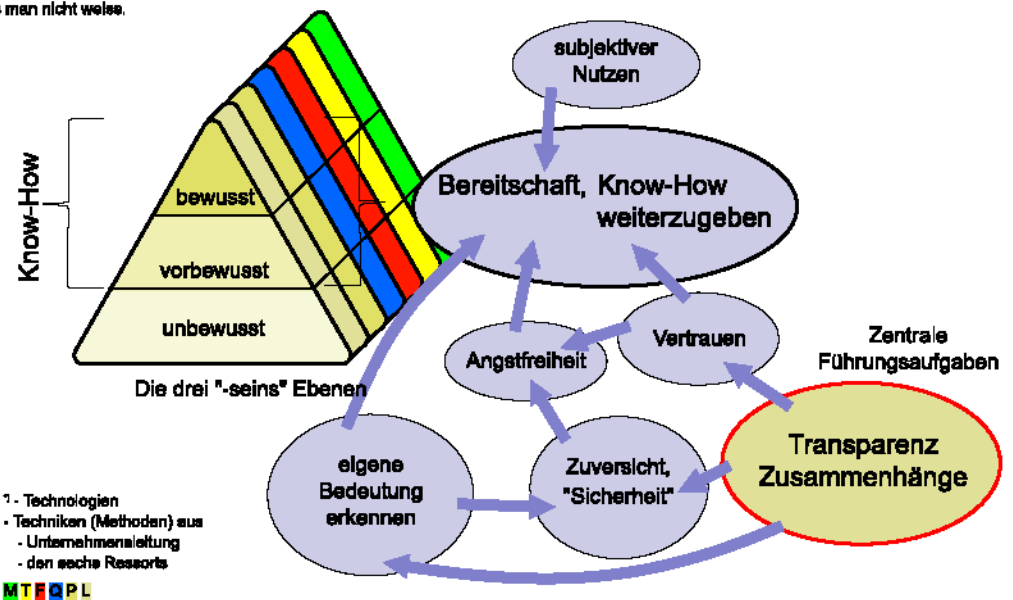 s man nicht weiss.
subjektiver
Nutzen
Know-How
bewusst
vorbewusst
unbewusst
Die drei "-seins" Ebenen
Bereitschaft, Know-How
weiterzugeben
Angstfreiheit
Vertrauen
Zentrale
Führungsaufgaben
Transparenz
Zusammenhänge
eigene
Bedeutung
erkennen
Zuversicht,
"Sicherheit"
- Technologien
- Techniken (Methoden) aus
- Unternehmensleitung
- den sechs Ressorts
M T F Q P L